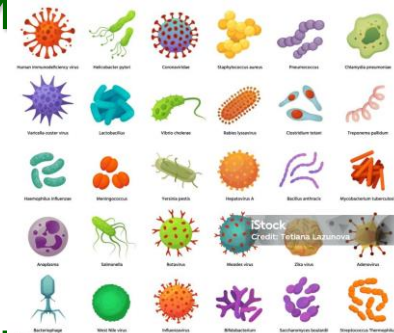 Human immunodeficiency virus Helicobacter pylori Coronaviridae Staphylococcus aureus Pneumococcus Chlamydia pneumoniae
Varicella-zoster virus Lactobacillus Vibrio cholerae Rabies lyssavirus Clostridium tetani Treponema pallidum
Haemophilus influenzae Meningococcus Yersinia pestis Hepatovirus A Bacillus anthracis Mycobacterium tuberculosis
iStock
Credit: Tetiana Lazunova
Anaplasma Salmonella Rotavirus Measles virus Zika virus Adenovirus
Bacteriophage West Nile virus Influenzavirus Bifidobacterium Saccharomyces boulardii Streptococcus Thermophilus